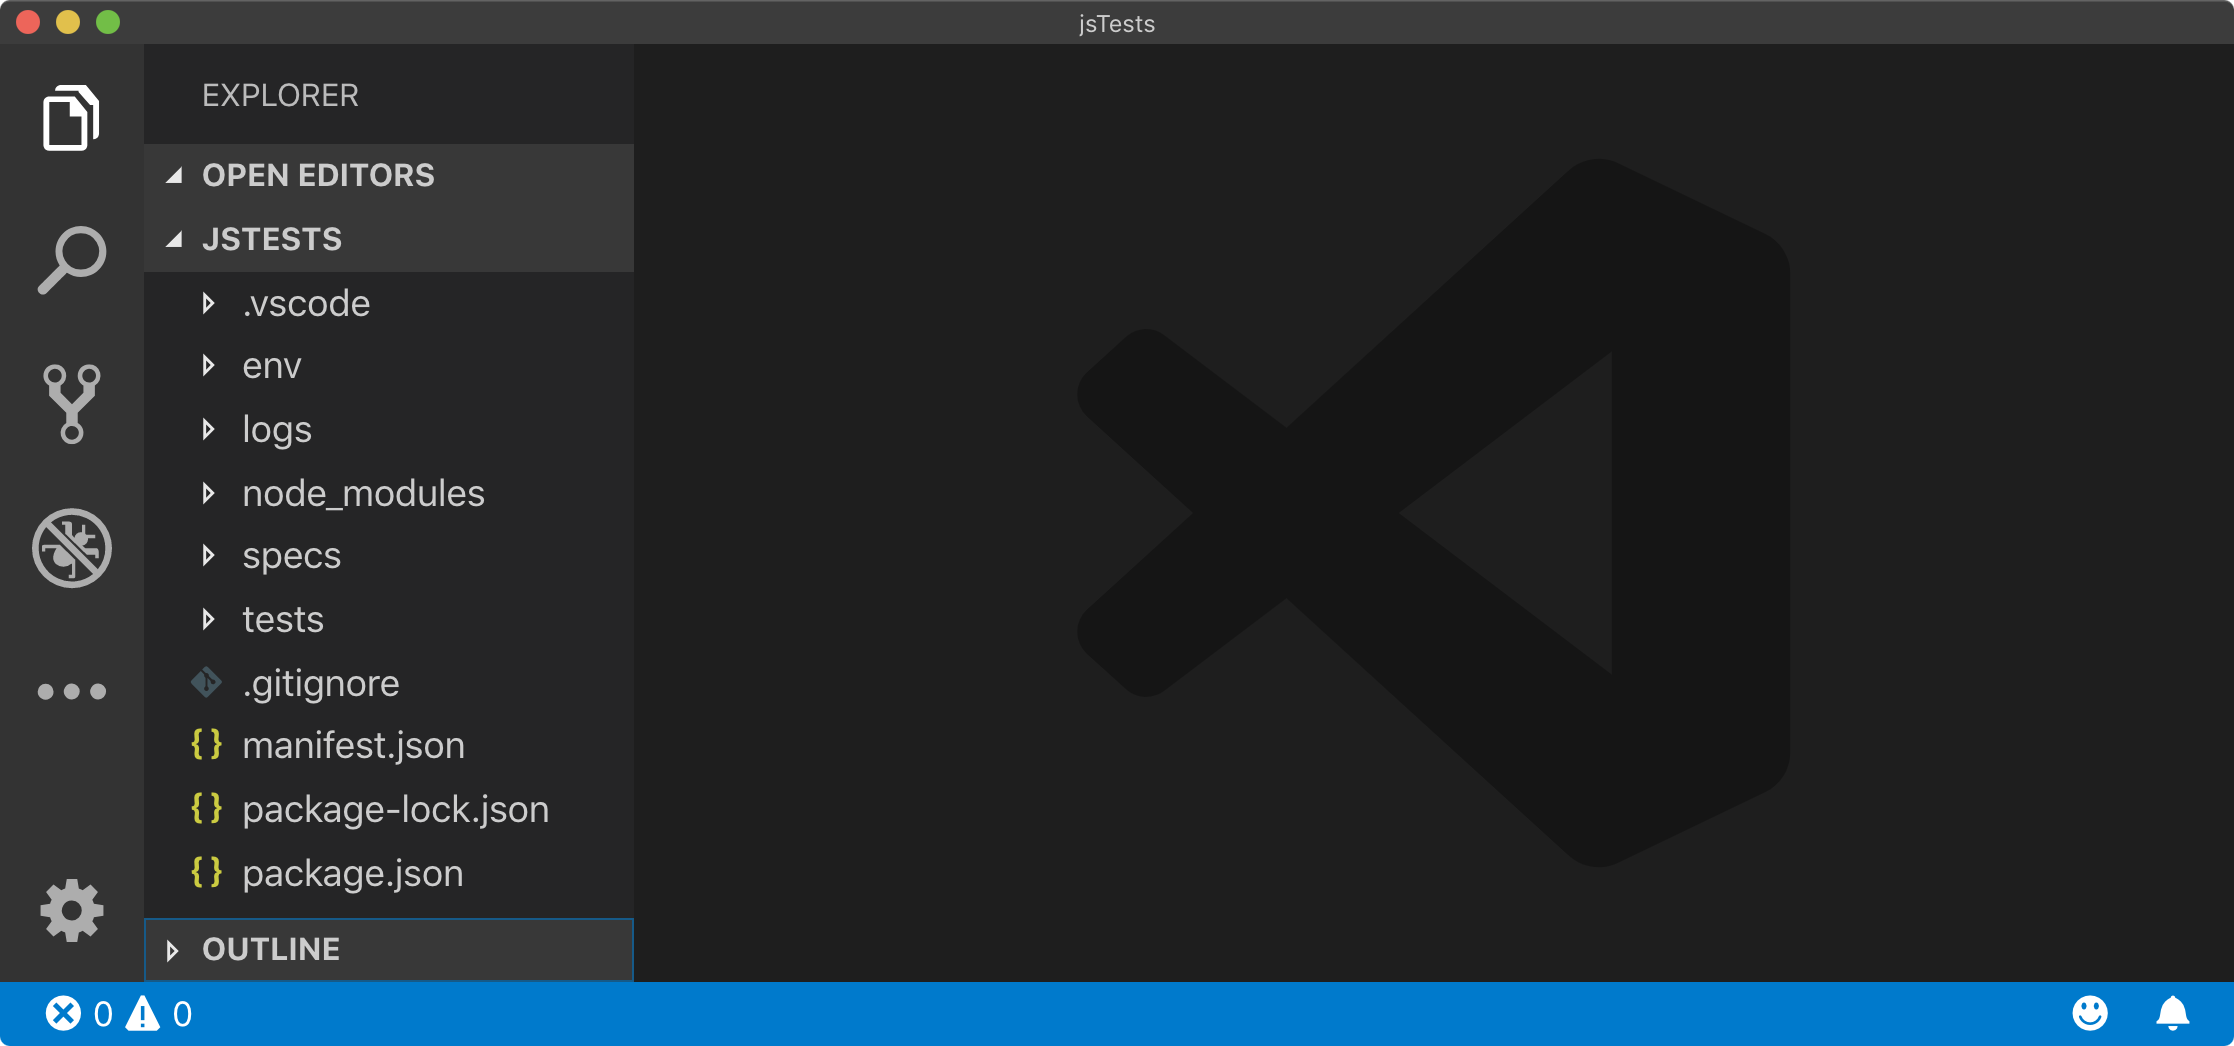 jsTests
EXPLORER
OPEN EDITORS
JSTESTS
.vscode
env
logs
node_modules
specs
tests
.gitignore
{} manifest.json
{} package-lock.json
{} package.json
OUTLINE
0 0